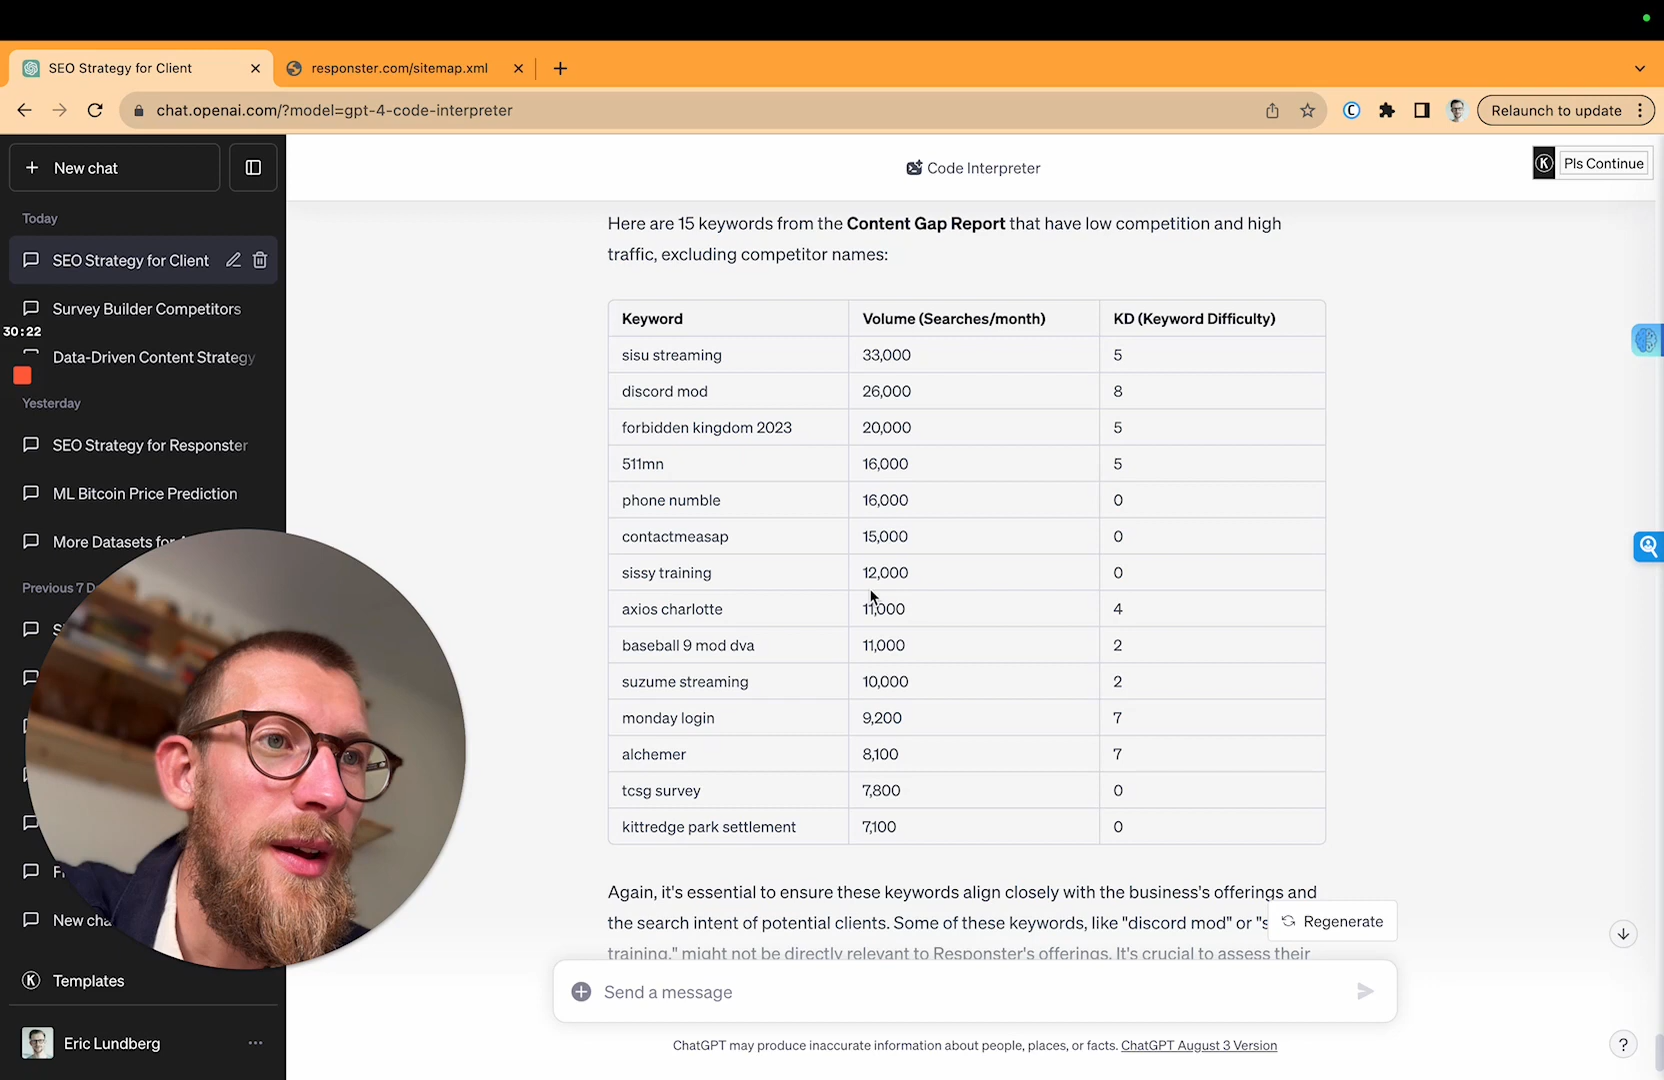 SEO Strategy for Client
responster.com/sitemap.xml
chat.openai.com/?model=gpt-4-code-interpreter
Relaunch to update
New chat
Code Interpreter
K
Pls Continue
Today
SEO Strategy for Client
Survey Builder Competitors
30:22
Data-Driven Content Strategy
Yesterday
SEO Strategy for Responster
ML Bitcoin Price Prediction
More Datasets for
Previous 7 D
New cha
K
Templates
Eric Lundberg
Here are 15 keywords from the Content Gap Report that have low competition and high
traffic, excluding competitor names:
Keyword Volume (Searches/month) KD (Keyword Difficulty)
sisu streaming 33,000 5
discord mod 26,000 8
forbidden kingdom 2023 20,000 5
511mn 16,000 5
phone numble 16,000 0
contactmeasap 15,000 0
sissy training 12,000 0
axios charlotte 11,000 4
baseball 9 mod dva 11,000 2
suzume streaming 10,000 2
monday login 9,200 7
alchemer 8,100 7
tcsg survey 7,800 0
kittredge park settlement 7,100 0
Again, it's essential to ensure these keywords align closely with the business's offerings and
the search intent of potential clients. Some of these keywords, like "discord mod" or "s
training," might not be directly relevant to Responster's offerings. It's crucial to assess their
Regenerate
Send a message
ChatGPT may produce inaccurate information about people, places, or facts. ChatGPT August 3 Version
?